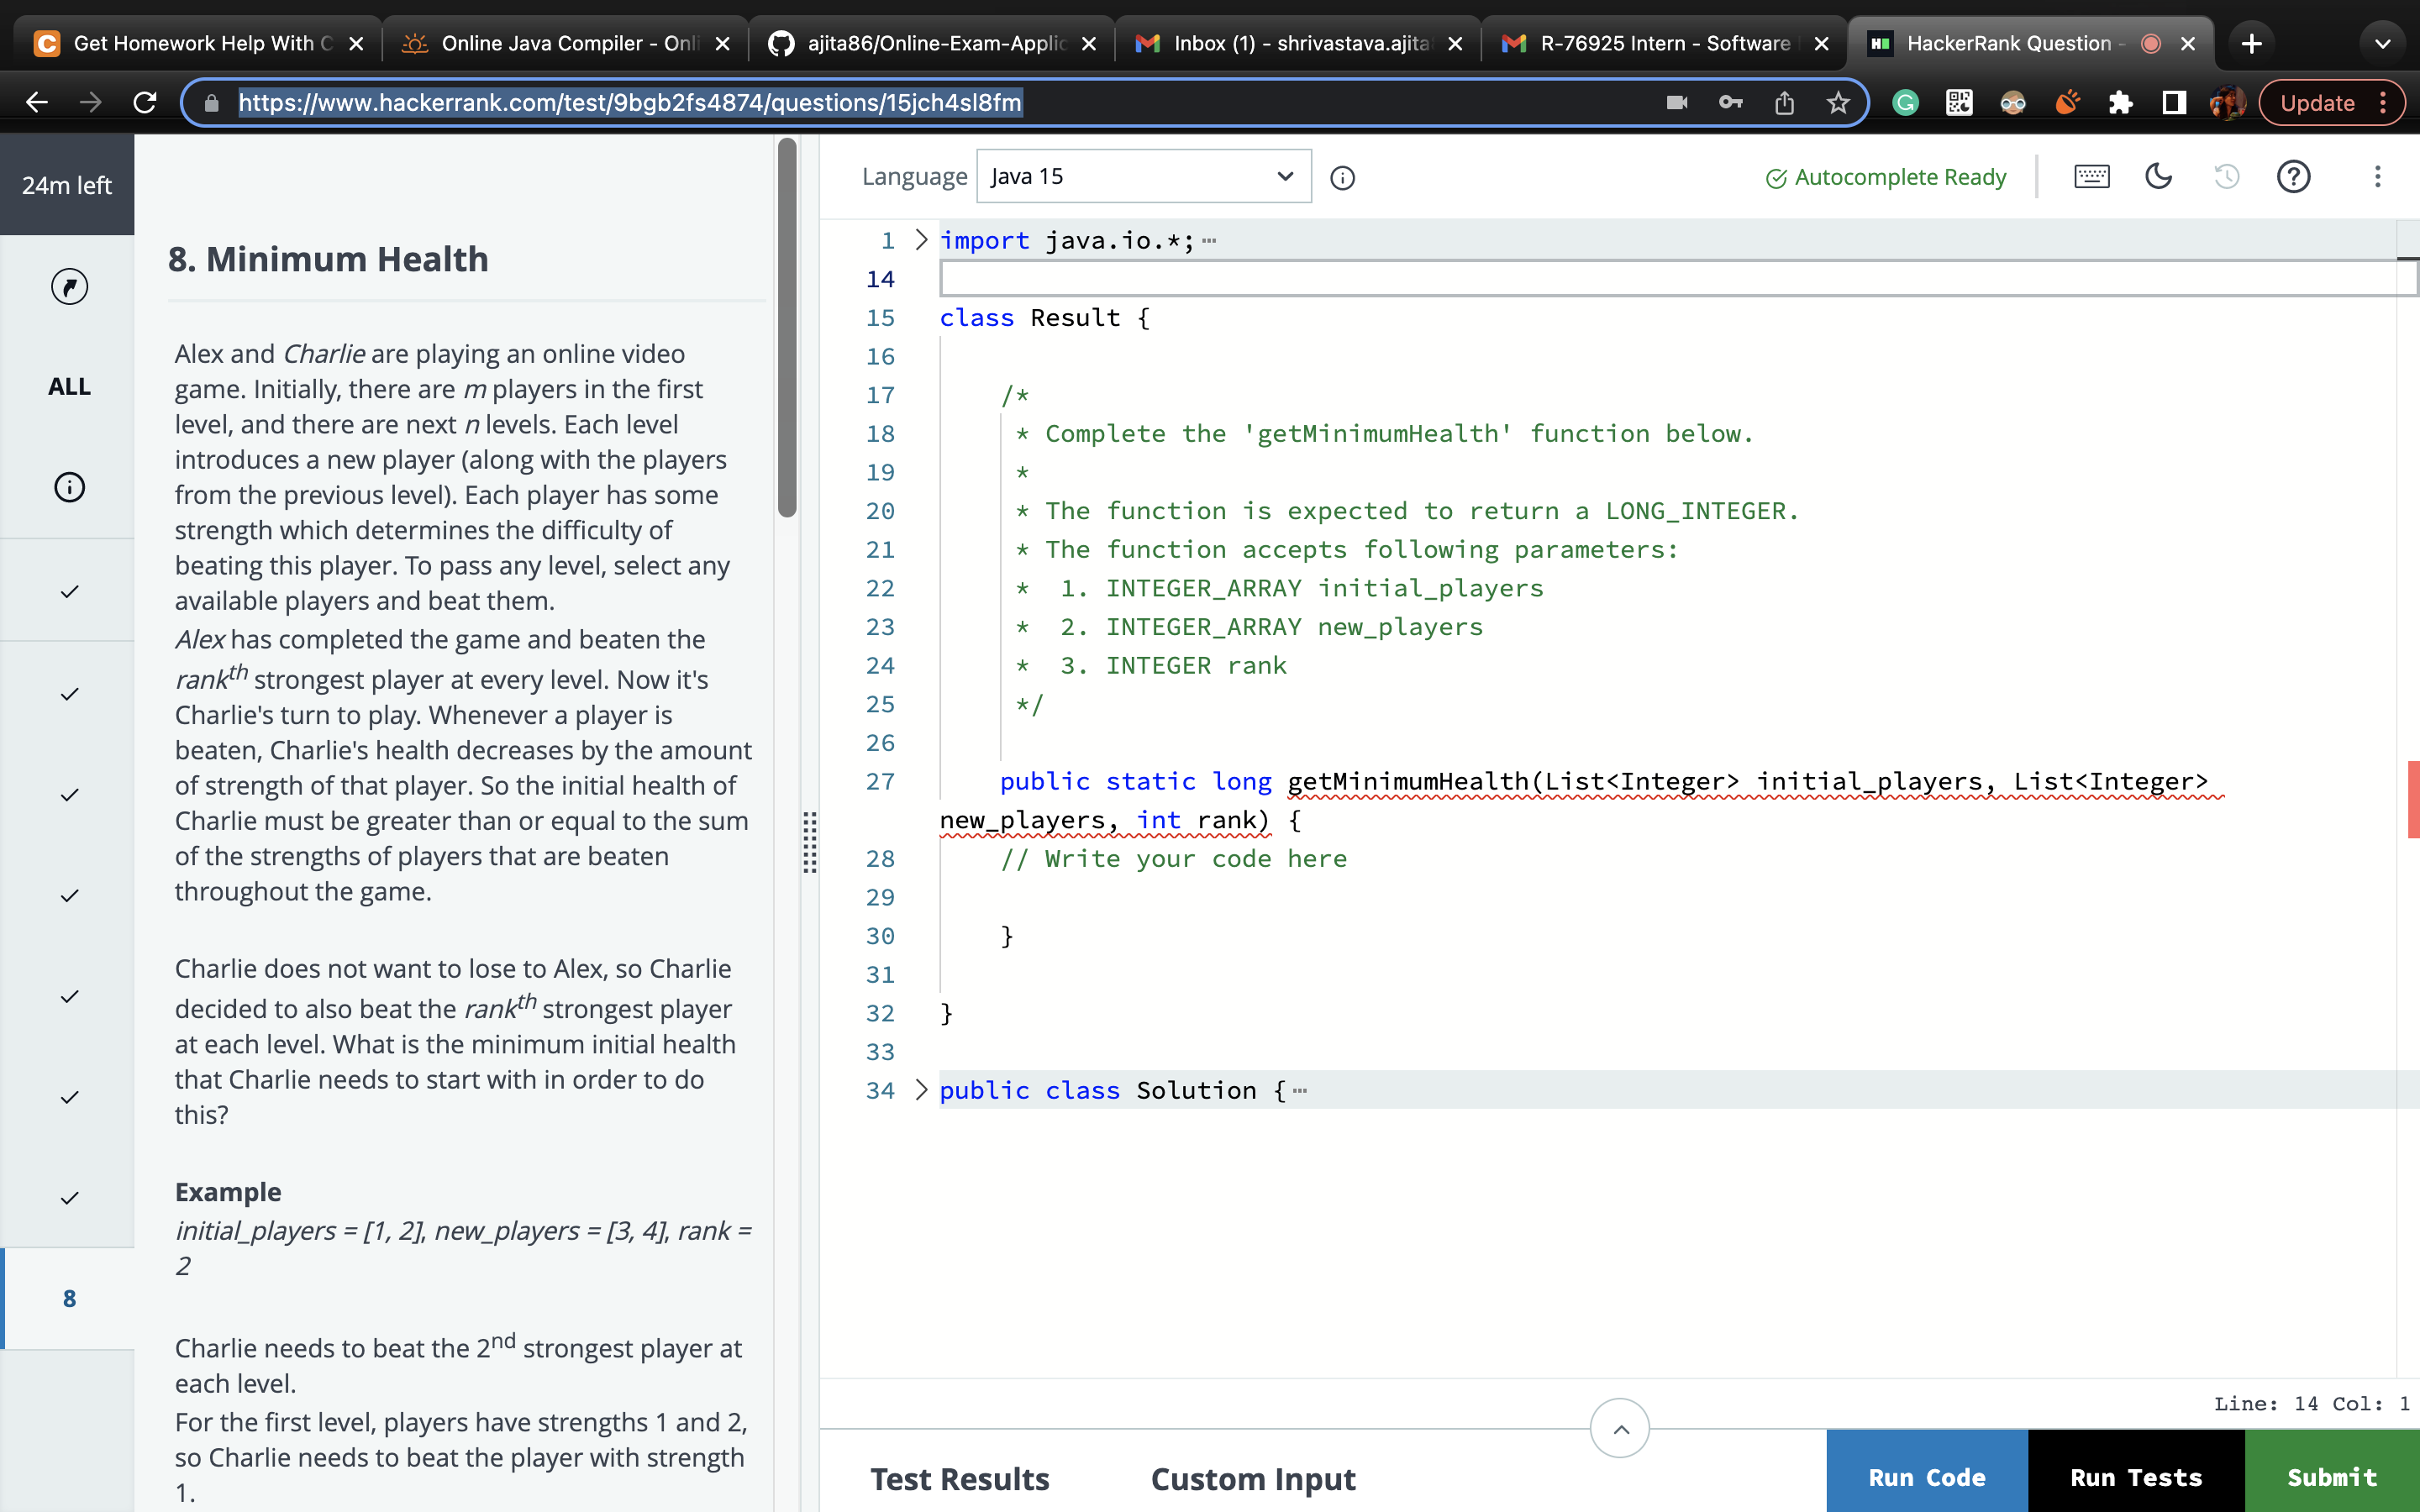 Get Homework Help With C
Online Java Compiler - Onli
ajita86/Online-Exam-Applic
Inbox (1) - shrivastava.ajita
R-76925 Intern - Software
HackerRank Question -
https://www.hackerrank.com/test/9bgb2fs4874/questions/15jch4sl8fm
Update
24m left
ALL
8
8. Minimum Health
Alex and Charlie are playing an online video
game. Initially, there are m players in the first
level, and there are next n levels. Each level
introduces a new player (along with the players
from the previous level). Each player has some
strength which determines the difficulty of
beating this player. To pass any level, select any
available players and beat them.
Alex has completed the game and beaten the
rankth strongest player at every level. Now it's
Charlie's turn to play. Whenever a player is
beaten, Charlie's health decreases by the amount
of strength of that player. So the initial health of
Charlie must be greater than or equal to the sum
of the strengths of players that are beaten
throughout the game.
Charlie does not want to lose to Alex, so Charlie
decided to also beat the rankth strongest player
at each level. What is the minimum initial health
that Charlie needs to start with in order to do
this?
Example
initial_players = [1, 2], new_players = [3, 4], rank =
2
Charlie needs to beat the 2nd strongest player at
each level.
For the first level, players have strengths 1 and 2,
so Charlie needs to beat the player with strength
1.
Language Java 15
Autocomplete Ready
1 import java.io.*;
14
15 class Result {
16
17 /*
18 * Complete the 'getMinimumHealth' function below.
19 *
20 * The function is expected to return a LONG_INTEGER.
21 * The function accepts following parameters:
22 * 1. INTEGER_ARRAY initial_players
23 * 2. INTEGER_ARRAY new_players
24 * 3. INTEGER rank
25 */
26
27 public static long getMinimumHealth(List<Integer> initial_players, List<Integer>
new_players, int rank) {
28 // Write your code here
29
30 }
31
32 }
33
34 public class Solution {
Line: 14 Col: 1
Test Results
Custom Input
Run Code
Run Tests
Submit